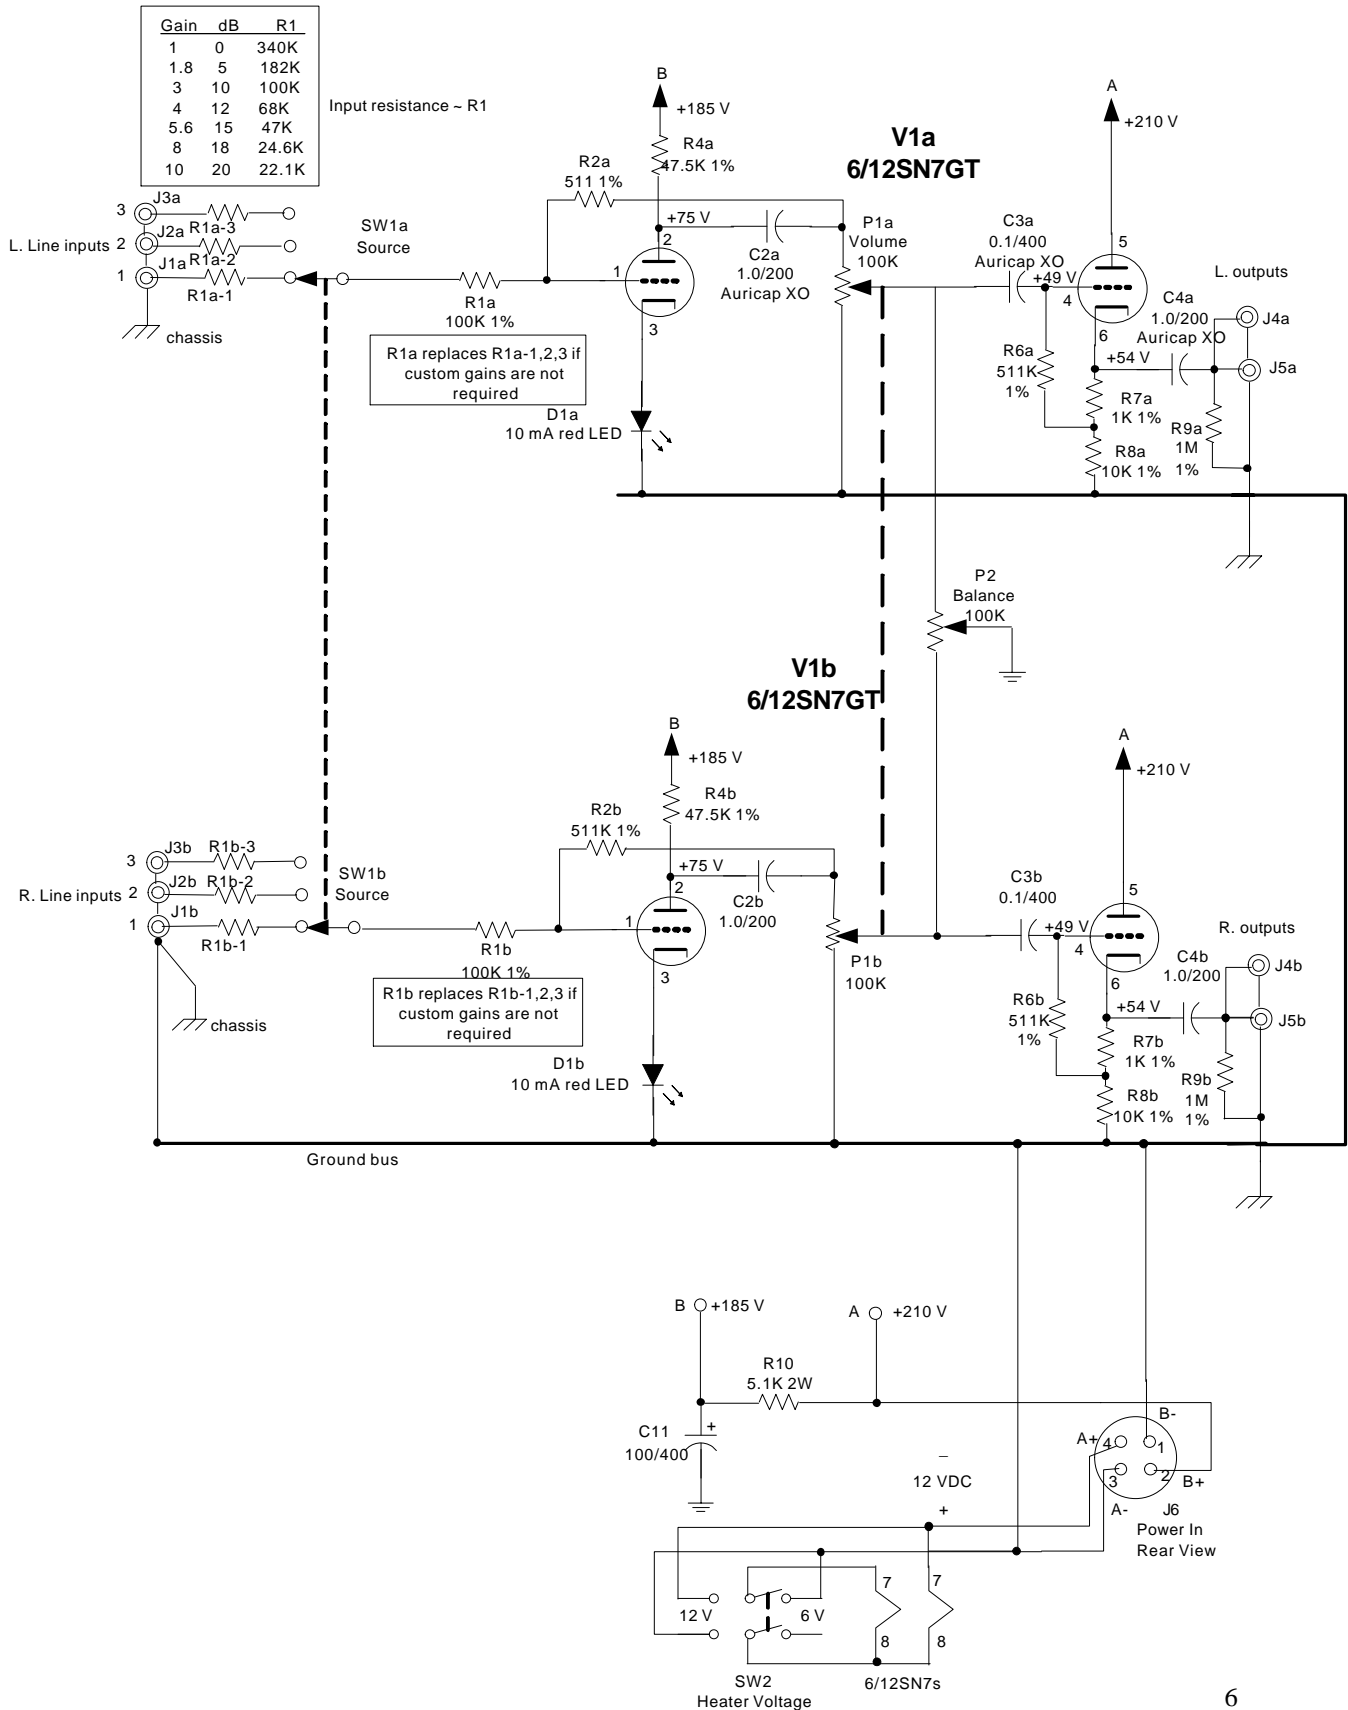 Gain dB R1
1 0 340K
1.8 5 182K
3 10 100K
4 12 68K
5.6 15 47K
8 18 24.6K
10 20 22.1K
Input resistance ~ R1
B
+185 V
R4a
47.5K 1%
R2a
511 1%
V1a
6/12SN7GT
A
+210 V
J3a
3
R1a-3
L. Line inputs 2
J2a
R1a-2
1
J1a
R1a-1
chassis
SW1a
Source
R1a
100K 1%
R1a replaces R1a-1,2,3 if
custom gains are not
required
+75 V
2
1
3
C2a
1.0/200
Auricap XO
P1a
Volume
100K
C3a
0.1/400
Auricap XO
+49 V
5
4
6
L. outputs
C4a
1.0/200
Auricap XO
J4a
J5a
+54 V
R6a
511K
1%
R7a
1K 1%
R8a
10K 1%
R9a
1M
1%
D1a
10 mA red LED
P2
Balance
100K
V1b
6/12SN7GT
B
+185 V
R4b
47.5K 1%
R2b
511K 1%
A
+210 V
J3b
3
R1b-3
R. Line inputs 2
J2b
R1b-2
1
J1b
R1b-1
chassis
SW1b
Source
R1b
100K 1%
R1b replaces R1b-1,2,3 if
custom gains are not
required
+75 V
2
1
3
C2b
1.0/200
P1b
100K
C3b
0.1/400
+49 V
5
4
6
R. outputs
C4b
1.0/200
J4b
J5b
+54 V
R6b
511K
1%
R7b
1K 1%
R8b
10K 1%
R9b
1M
1%
D1b
10 mA red LED
Ground bus
B +185 V
A +210 V
R10
5.1K 2W
C11
100/400
+
–
12 VDC
+
B-
A+ 4
1
3
2
B+
A-
J6
Power In
Rear View
12 V
6 V
7
7
8
8
SW2
Heater Voltage
6/12SN7s
6